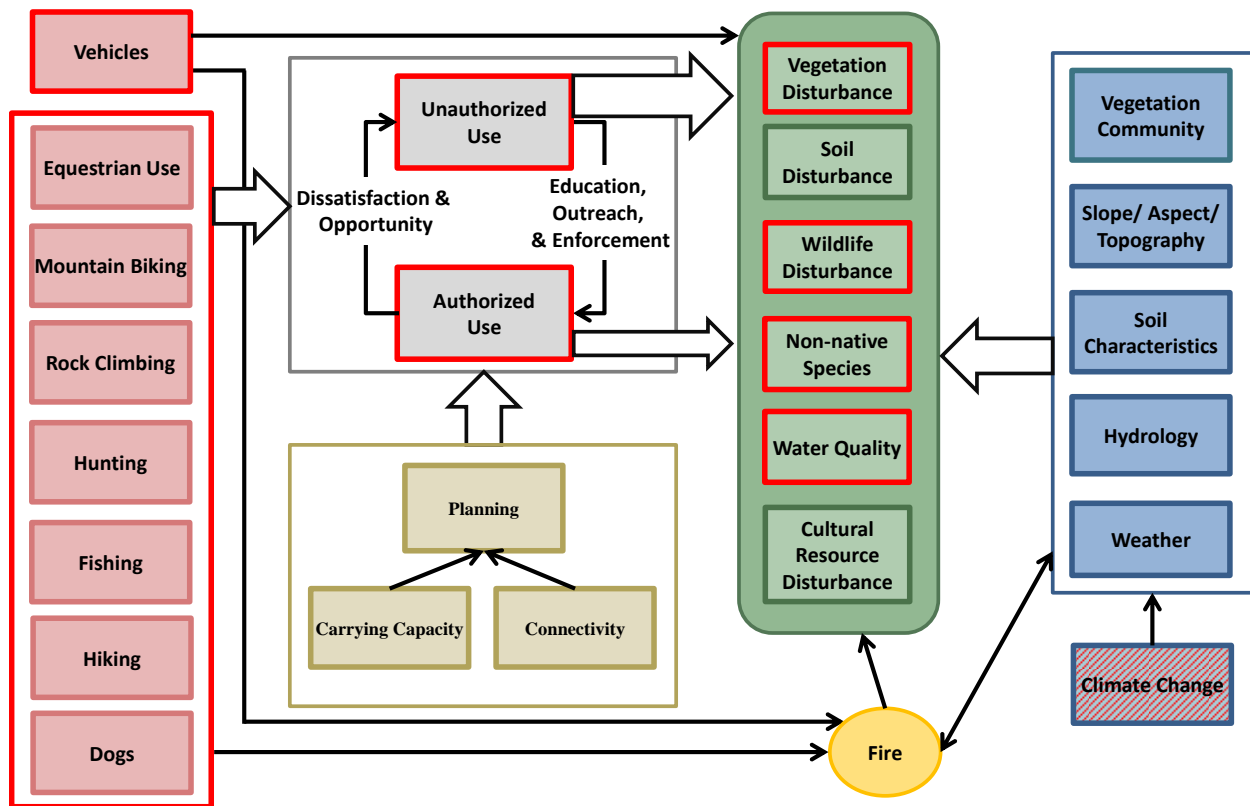 Vehicles
Equestrian Use
Mountain Biking
Rock Climbing
Hunting
Fishing
Hiking
Dogs
Unauthorized
Use
Dissatisfaction &
Opportunity
Education,
Outreach,
& Enforcement
Authorized
Use
Planning
Carrying Capacity
Connectivity
Vegetation
Disturbance
Soil
Disturbance
Wildlife
Disturbance
Non-native
Species
Water Quality
Cultural
Resource
Disturbance
Fire
Vegetation
Community
Slope/ Aspect/
Topography
Soil
Characteristics
Hydrology
Weather
Climate Change